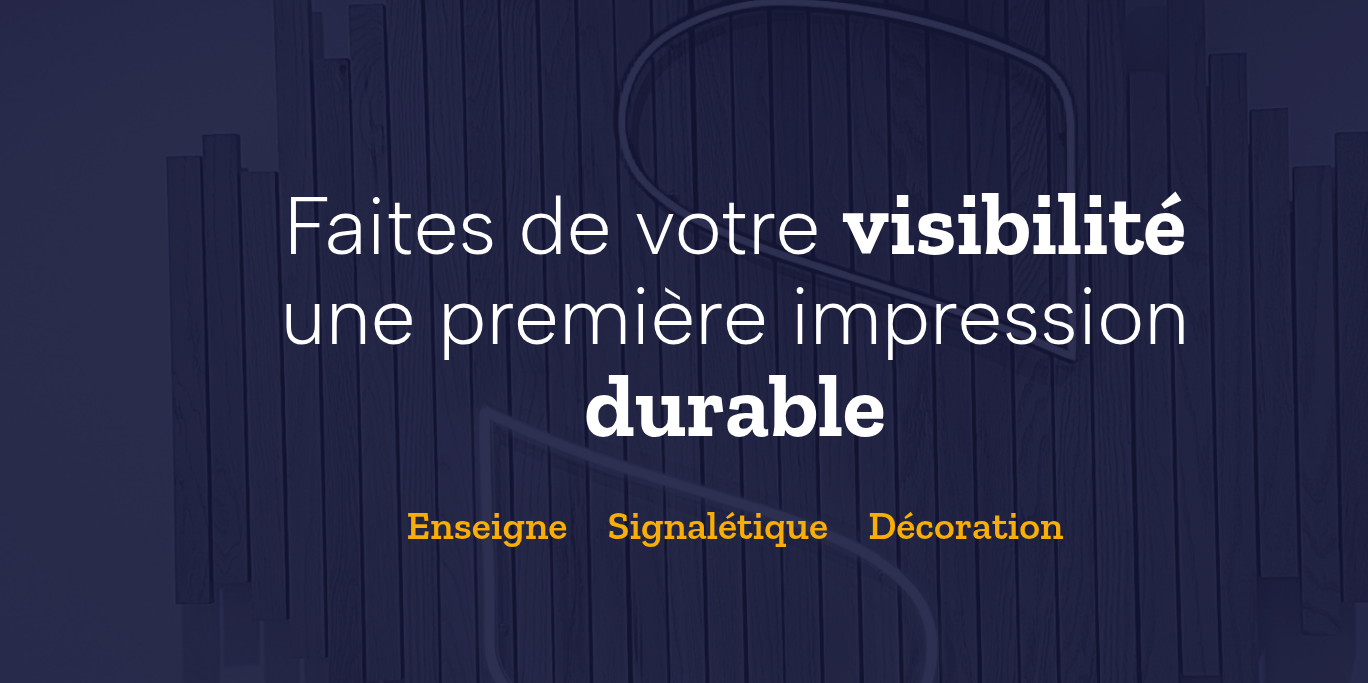 Faites de votre visibilité
une première impression
durable
Enseigne Signalétique Décoration